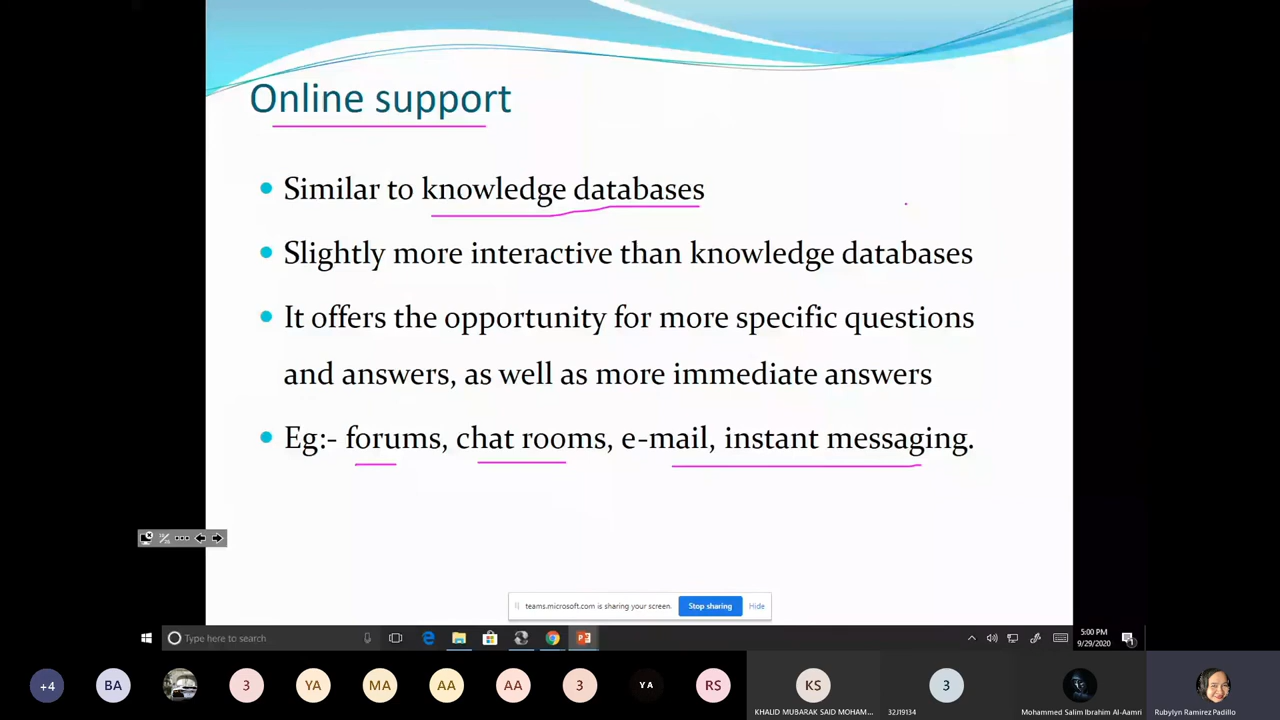 Online support
Similar to knowledge databases
Slightly more interactive than knowledge databases
It offers the opportunity for more specific questions
and answers, as well as more immediate answers
Eg:- forums, chat rooms, e-mail, instant messaging.
teams.microsoft.com is sharing your screen.
Stop sharing
Hide
Type here to search
5:00 PM
9/29/2020
+4
BA
3
YA
MA
AA
AA
3
Y A
RS
KS
3
KHALID MUBARAK SAID MOHAM...
32J19134
Mohammed Salim Ibrahim Al-Aamri
Rubylyn Ramirez Padillo